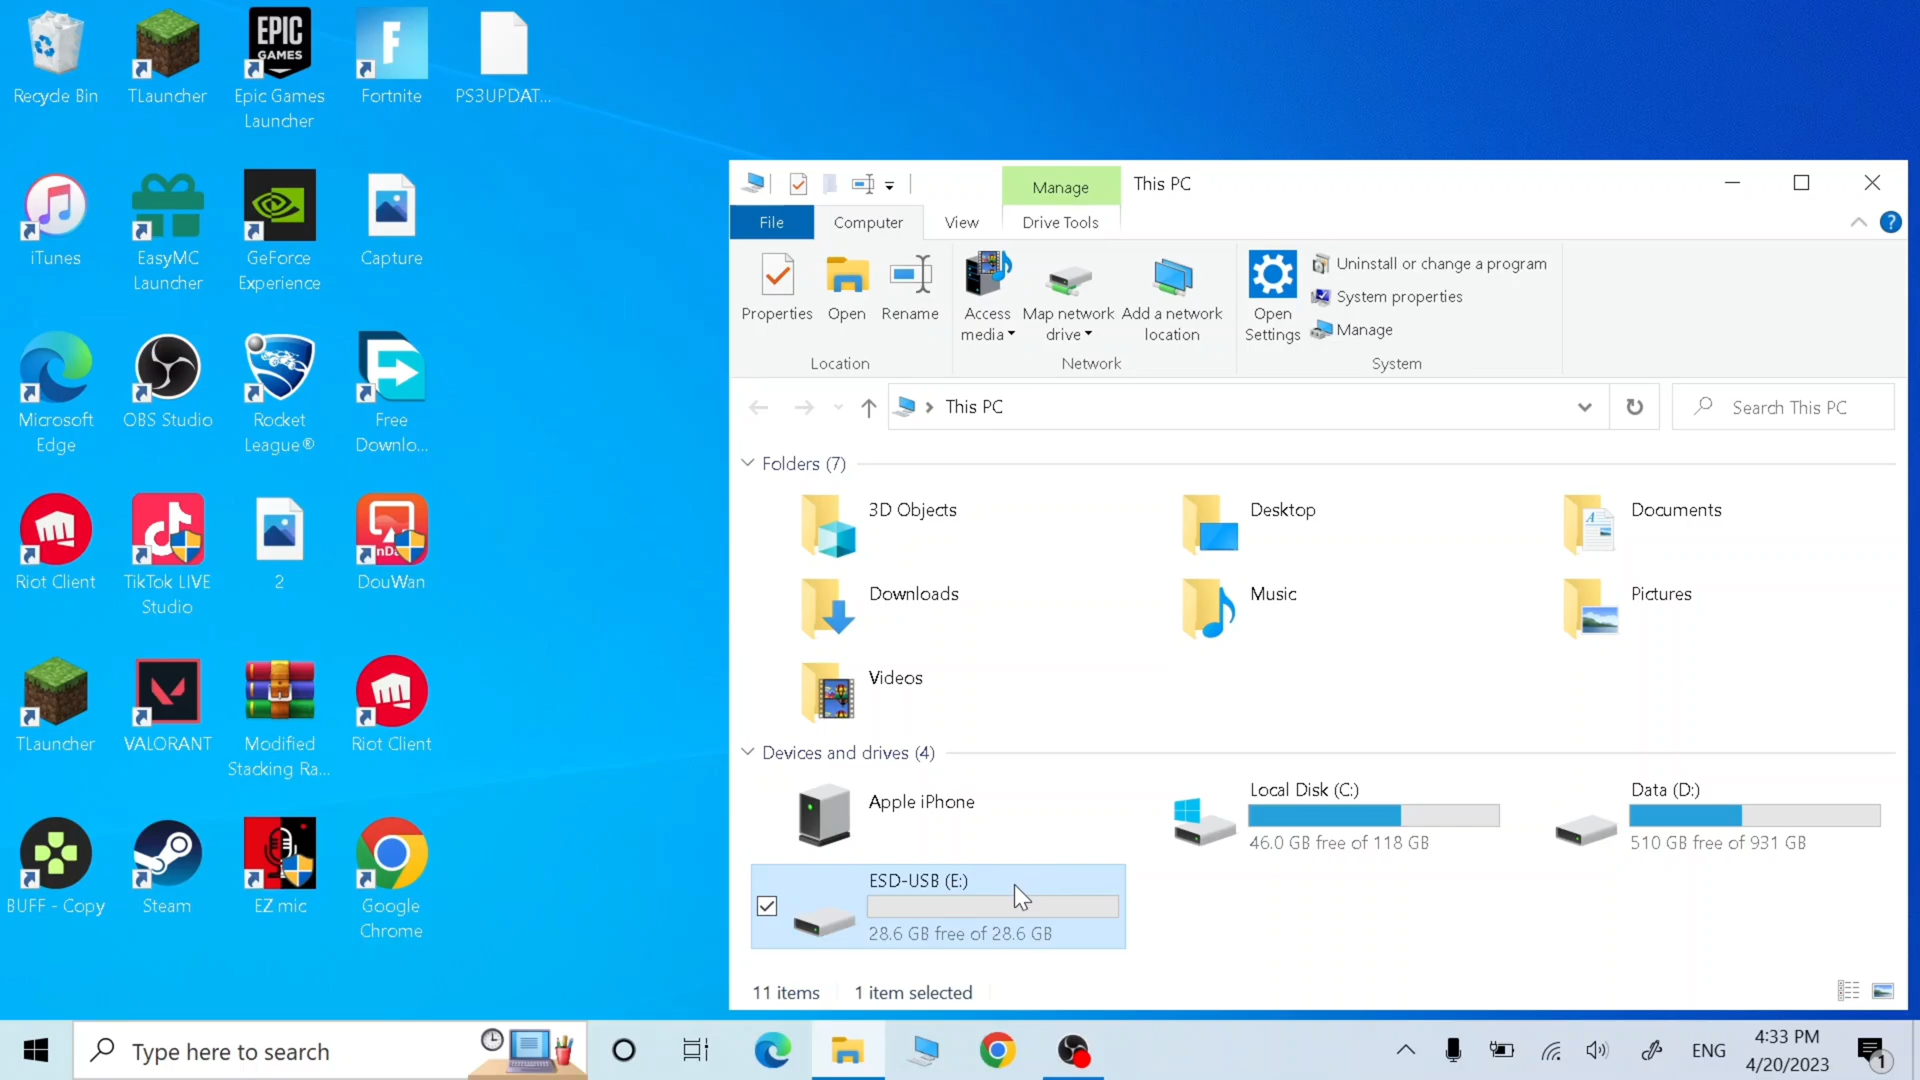 Recycle Bin
TLauncher
EPIC
GAMES
Epic Games
Launcher
F
Fortnite
PS3UPDAT...
iTunes
EasyMC
Launcher
GeForce
Experience
Capture
Microsoft
Edge
OBS Studio
Rocket
League®
Free
Downlo...
Riot Client
TikTok LIVE
Studio
2
DouWan
TLauncher
VALORANT
Modified
Stacking Ra...
Riot Client
BUFF - Copy
Steam
EZ mic
Google
Chrome
Manage
This PC
File
Computer
View
Drive Tools
?
Properties
Open
Rename
Location
Access
media
Map network
drive
Add a network
location
Network
Open
Settings
Uninstall or change a program
System properties
Manage
System
This PC
Search This PC
Folders (7)
3D Objects
Desktop
Documents
Downloads
Music
Pictures
Videos
Devices and drives (4)
Apple iPhone
Local Disk (C:)
46.0 GB free of 118 GB
Data (D:)
510 GB free of 931 GB
ESD-USB (E:)
28.6 GB free of 28.6 GB
11 items
1 item selected
Type here to search
ENG
4:33 PM
4/20/2023
1